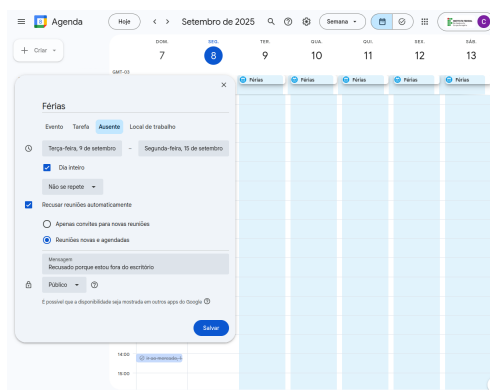 Agenda
Hoje
Setembro de 2025
Semana
C
Criar
DOM.
SEG.
TER.
QUA.
QUI.
SEX.
SÁB.
7
8
9
10
11
12
13
GMT-03
Férias
Férias
Férias
Férias
Férias
Férias
Evento
Tarefa
Ausente
Local de trabalho
Terça-feira, 9 de setembro
–
Segunda-feira, 15 de setembro
Dia inteiro
Não se repete
Recusar reuniões automaticamente
Apenas convites para novas reuniões
Reuniões novas e agendadas
Mensagem
Recusado porque estou fora do escritório
Público
É possível que a disponibilidade seja mostrada em outros apps do Google
Salvar
14:00
15:00